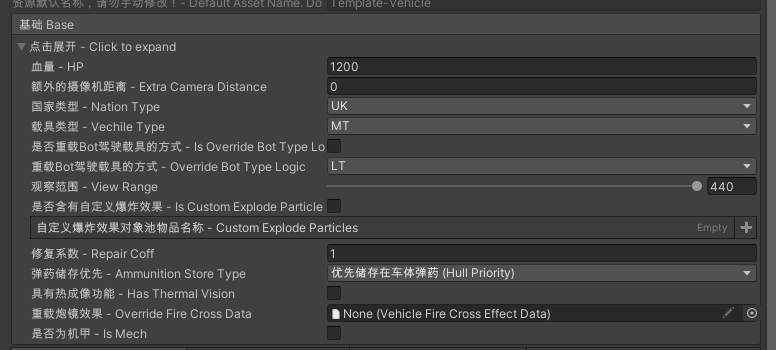 资源默认名称，请勿手动修改！- Default Asset Name. Do Template-Vehicle
基础 Base
点击展开 - Click to expand
血量 - HP 1200
额外的摄像机距离 - Extra Camera Distance 0
国家类型 - Nation Type UK
载具类型 - Vechile Type MT
是否重载Bot驾驶载具的方式 - Is Override Bot Type Lo
重载Bot驾驶载具的方式 - Override Bot Type Logic LT
观察范围 - View Range 440
是否含有自定义爆炸效果 - Is Custom Explode Particle
自定义爆炸效果对象池物品名称 - Custom Explode Particles Empty
修复系数 - Repair Coff 1
弹药储存优先 - Ammunition Store Type 优先储存在车体弹药 (Hull Priority)
具有热成像功能 - Has Thermal Vision
重载炮镜效果 - Override Fire Cross Data None (Vehicle Fire Cross Effect Data)
是否为机甲 - Is Mech